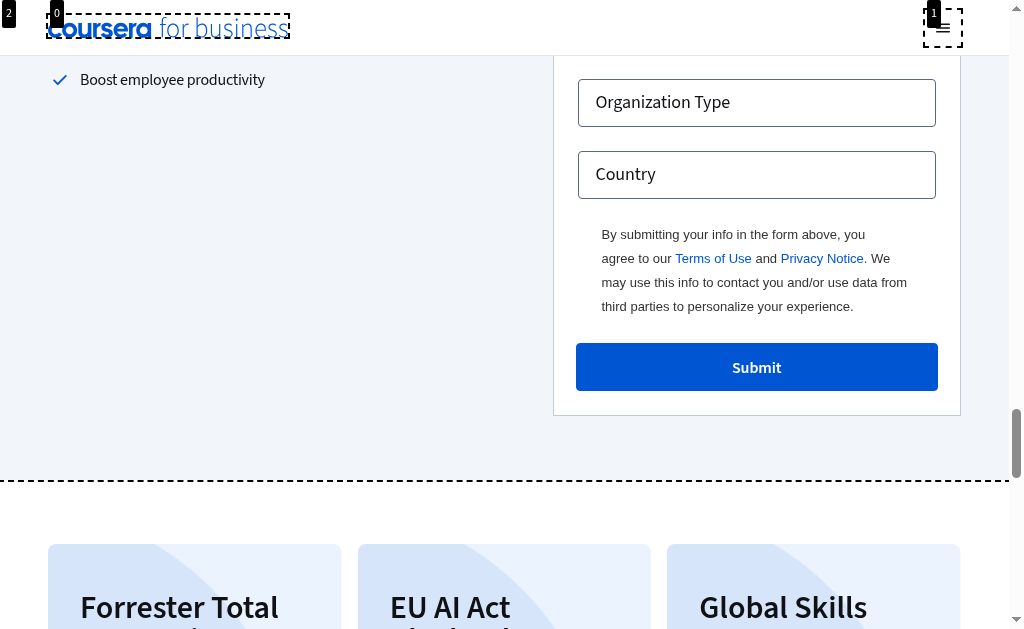 2
0
coursera for business
1
Boost employee productivity
Organization Type
Country
By submitting your info in the form above, you
agree to our Terms of Use and Privacy Notice. We
may use this info to contact you and/or use data from
third parties to personalize your experience.
Submit
Forrester Total
EU AI Act
Global Skills